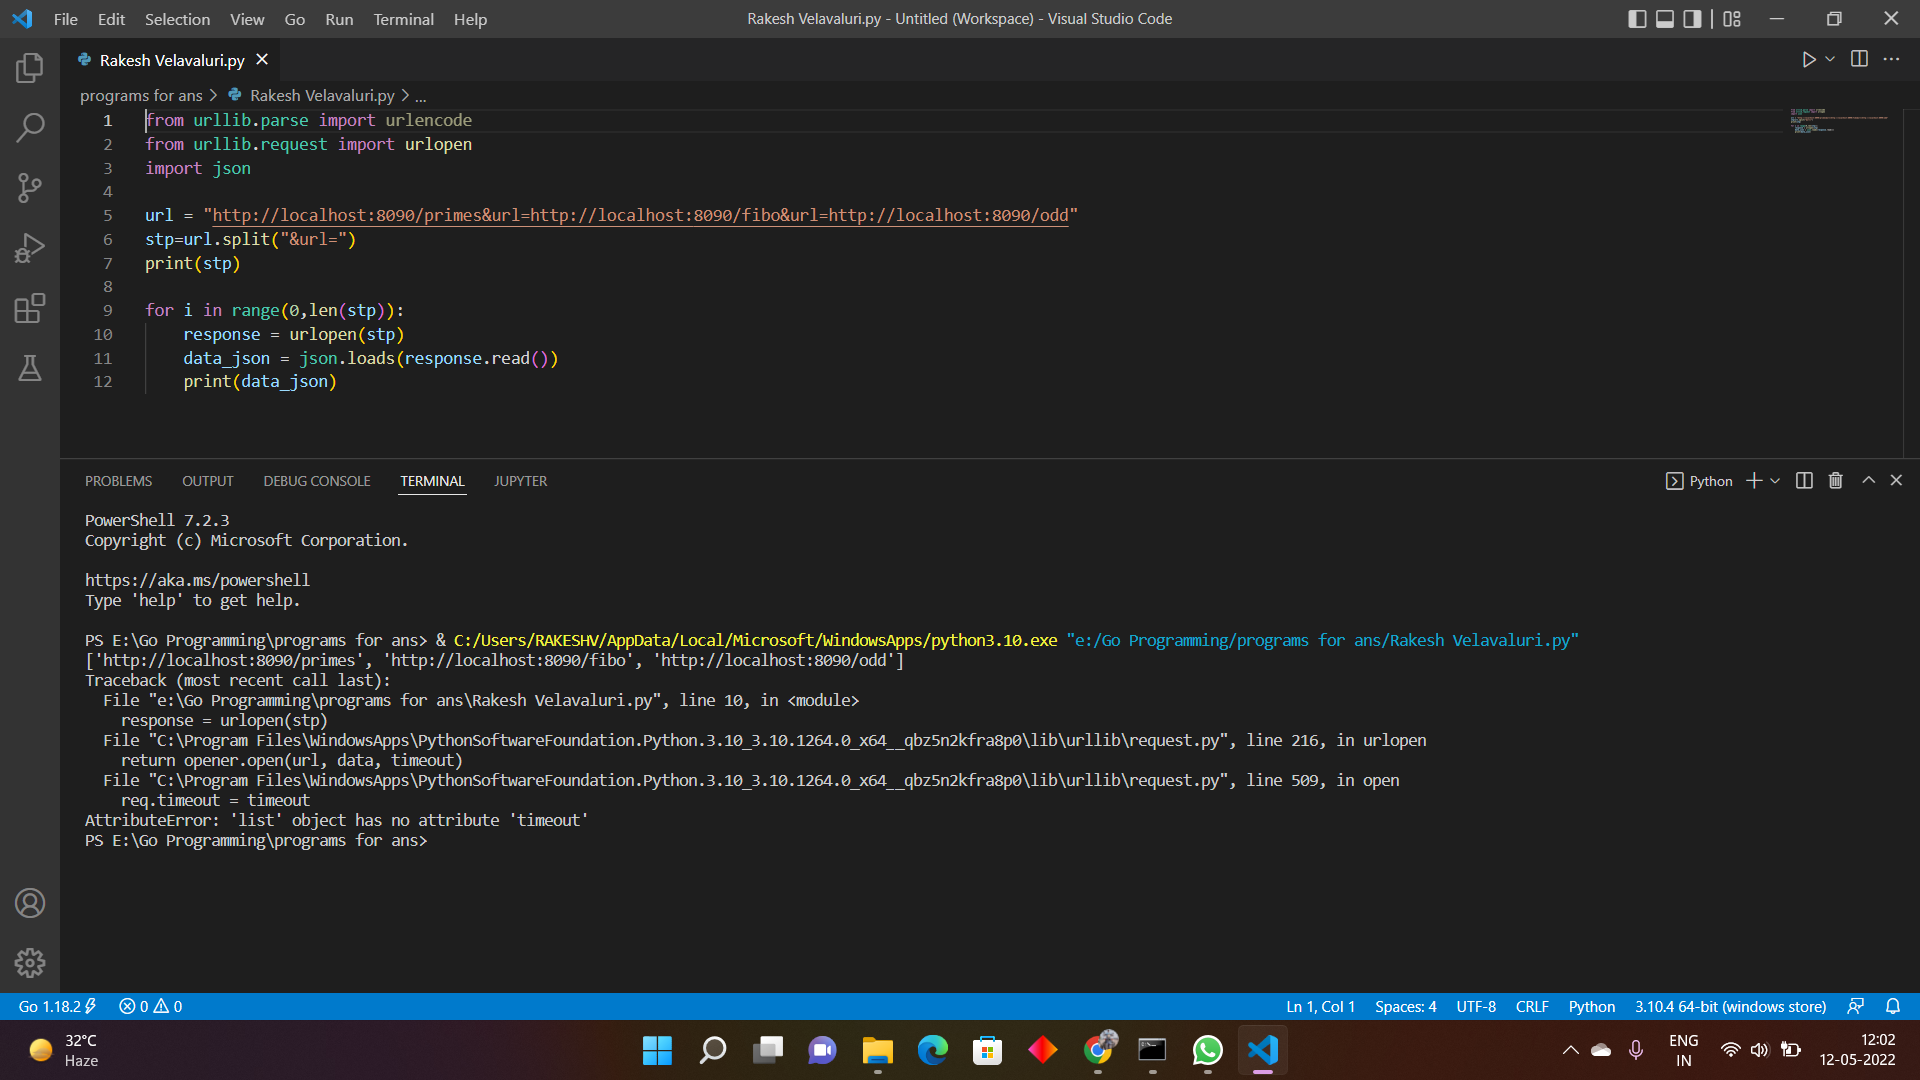 File Edit Selection View Go Run Terminal Help
Rakesh Velavaluri.py - Untitled (Workspace) - Visual Studio Code
Rakesh Velavaluri.py
programs for ans > Rakesh Velavaluri.py > ...
1 from urllib.parse import urlencode
2 from urllib.request import urlopen
3 import json
4
5 url = "http://localhost:8090/primes&url=http://localhost:8090/fibo&url=http://localhost:8090/odd"
6 stp=url.split("&url=")
7 print(stp)
8
9 for i in range(0,len(stp)):
10     response = urlopen(stp)
11     data_json = json.loads(response.read())
12     print(data_json)
PROBLEMS OUTPUT DEBUG CONSOLE TERMINAL JUPYTER
Python
PowerShell 7.2.3
Copyright (c) Microsoft Corporation.
https://aka.ms/powershell
Type 'help' to get help.
PS E:\Go Programming\programs for ans> & C:/Users/RAKESHV/AppData/Local/Microsoft/WindowsApps/python3.10.exe "e:/Go Programming/programs for ans/Rakesh Velavaluri.py"
['http://localhost:8090/primes', 'http://localhost:8090/fibo', 'http://localhost:8090/odd']
Traceback (most recent call last):
  File "e:\Go Programming\programs for ans\Rakesh Velavaluri.py", line 10, in <module>
    response = urlopen(stp)
  File "C:\Program Files\WindowsApps\PythonSoftwareFoundation.Python.3.10_3.10.1264.0_x64__qbz5n2kfra8p0\lib\urllib\request.py", line 216, in urlopen
    return opener.open(url, data, timeout)
  File "C:\Program Files\WindowsApps\PythonSoftwareFoundation.Python.3.10_3.10.1264.0_x64__qbz5n2kfra8p0\lib\urllib\request.py", line 509, in open
    req.timeout = timeout
AttributeError: 'list' object has no attribute 'timeout'
PS E:\Go Programming\programs for ans>
Go 1.18.2 0 0 Ln 1, Col 1 Spaces: 4 UTF-8 CRLF Python 3.10.4 64-bit (windows store)
32°C
Haze
ENG
IN
12:02
12-05-2022